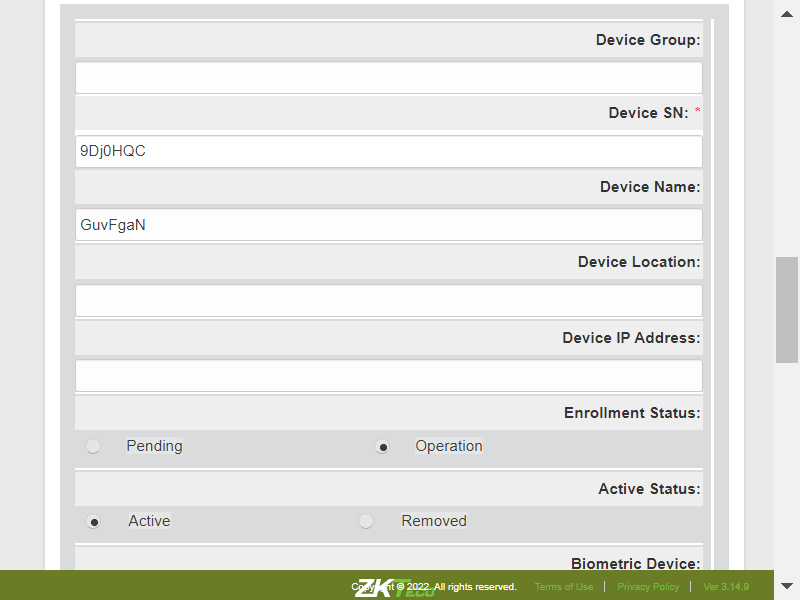 Device Group:
Device SN: *
9Dj0HQC
Device Name:
GuvFgaN
Device Location:
Device IP Address:
Enrollment Status:
Pending Operation
Active Status:
Active Removed
Biometric Device:
Copyright © 2022. All rights reserved. Terms of Use | Privacy Policy | Ver 3.14.9
ZKTeco